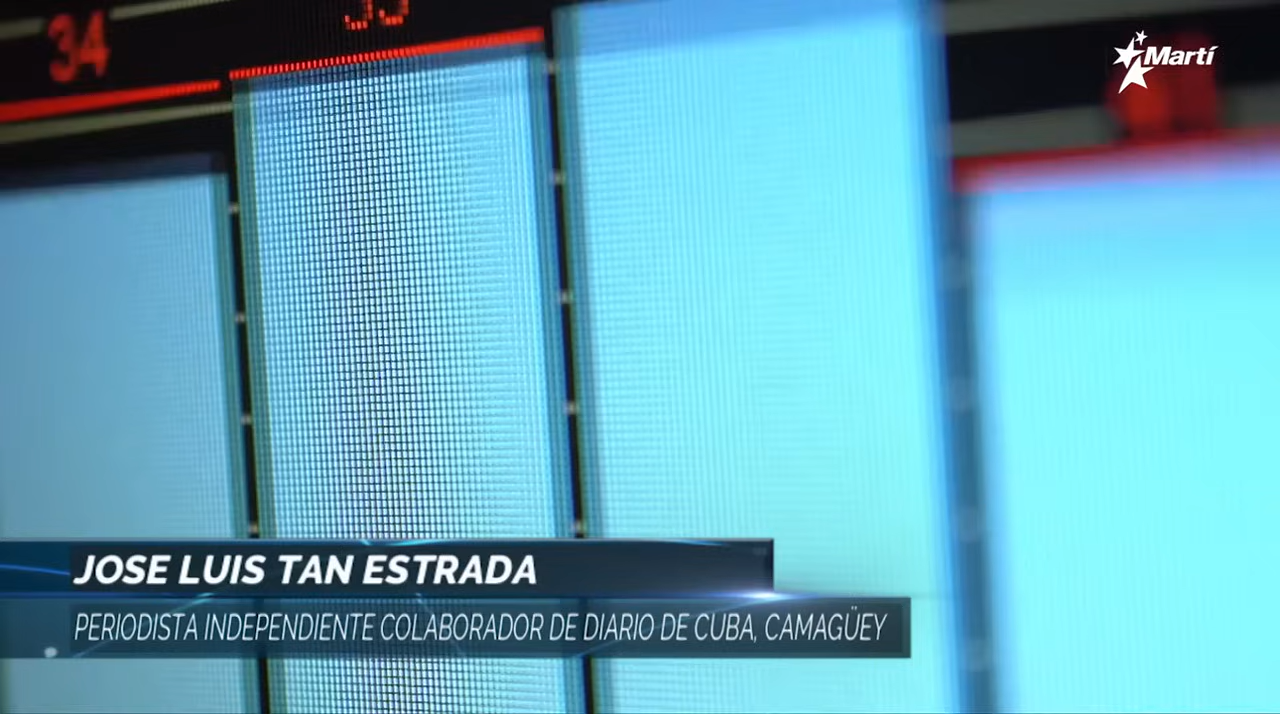 34
Martí
JOSE LUIS TAN ESTRADA
PERIODISTA INDEPENDIENTE COLABORADOR DE DIARIO DE CUBA, CAMAGÜEY